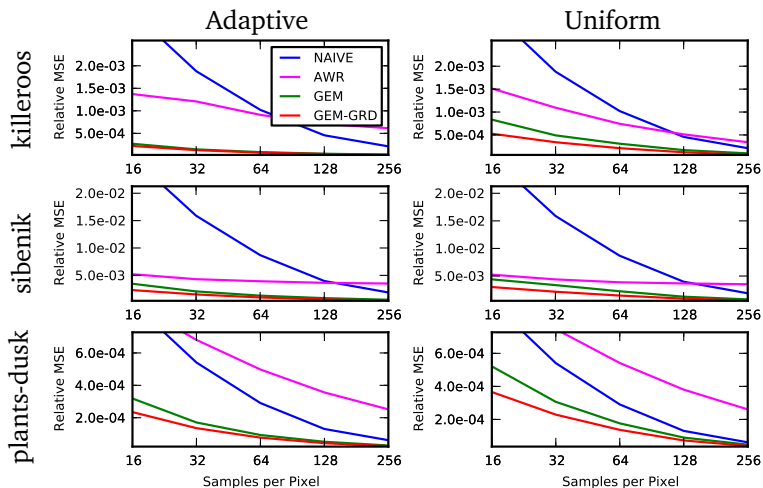 Adaptive
Uniform
killeroos
Relative MSE
2.0e-03
1.5e-03
1.0e-03
5.0e-04
16 32 64 128 256
NAIVE
AWR
GEM
GEM-GRD
Relative MSE
2.0e-03
1.5e-03
1.0e-03
5.0e-04
16 32 64 128 256
sibenik
Relative MSE
2.0e-02
1.5e-02
1.0e-02
5.0e-03
16 32 64 128 256
Relative MSE
2.0e-02
1.5e-02
1.0e-02
5.0e-03
16 32 64 128 256
plants-dusk
Relative MSE
6.0e-04
4.0e-04
2.0e-04
16 32 64 128 256
Samples per Pixel
Relative MSE
6.0e-04
4.0e-04
2.0e-04
16 32 64 128 256
Samples per Pixel